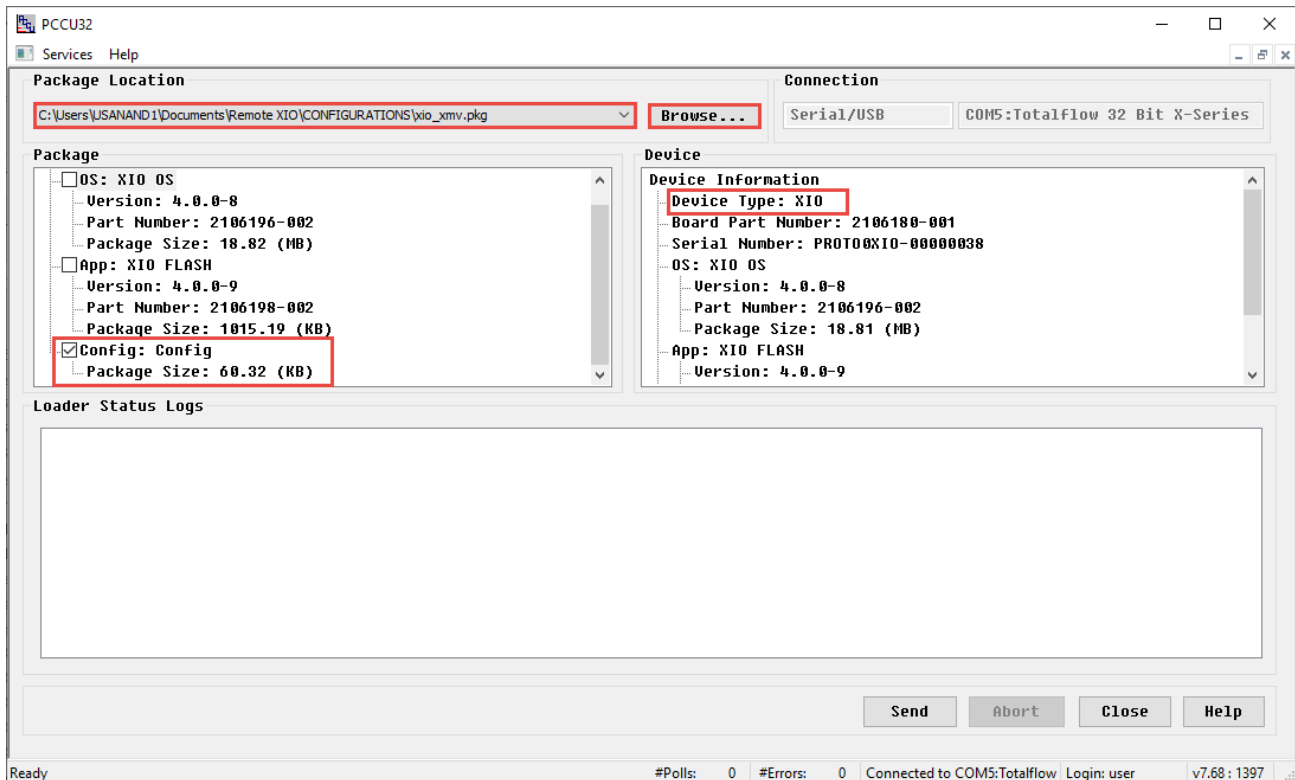 PCCU32
Services Help
Package Location
C:\Users\USANAND1\Documents\Remote XIO\CONFIGURATIONS\xio_xmv.pkg
Browse...
Connection
Serial/USB
COM5:Totalflow 32 Bit X-Series
Package
OS: XIO OS
Version: 4.0.0-8
Part Number: 2106196-002
Package Size: 18.82 (MB)
App: XIO FLASH
Version: 4.0.0-9
Part Number: 2106198-002
Package Size: 1015.19 (KB)
Config: Config
Package Size: 60.32 (KB)
Device
Device Information
Device Type: XIO
Board Part Number: 2106180-001
Serial Number: PROTO0XIO-00000038
OS: XIO OS
Version: 4.0.0-8
Part Number: 2106196-002
Package Size: 18.81 (MB)
App: XIO FLASH
Version: 4.0.0-9
Loader Status Logs
Send Abort Close Help
Ready #Polls: 0 #Errors: 0 Connected to COM5:Totalflow Login: user v7.68 : 1397